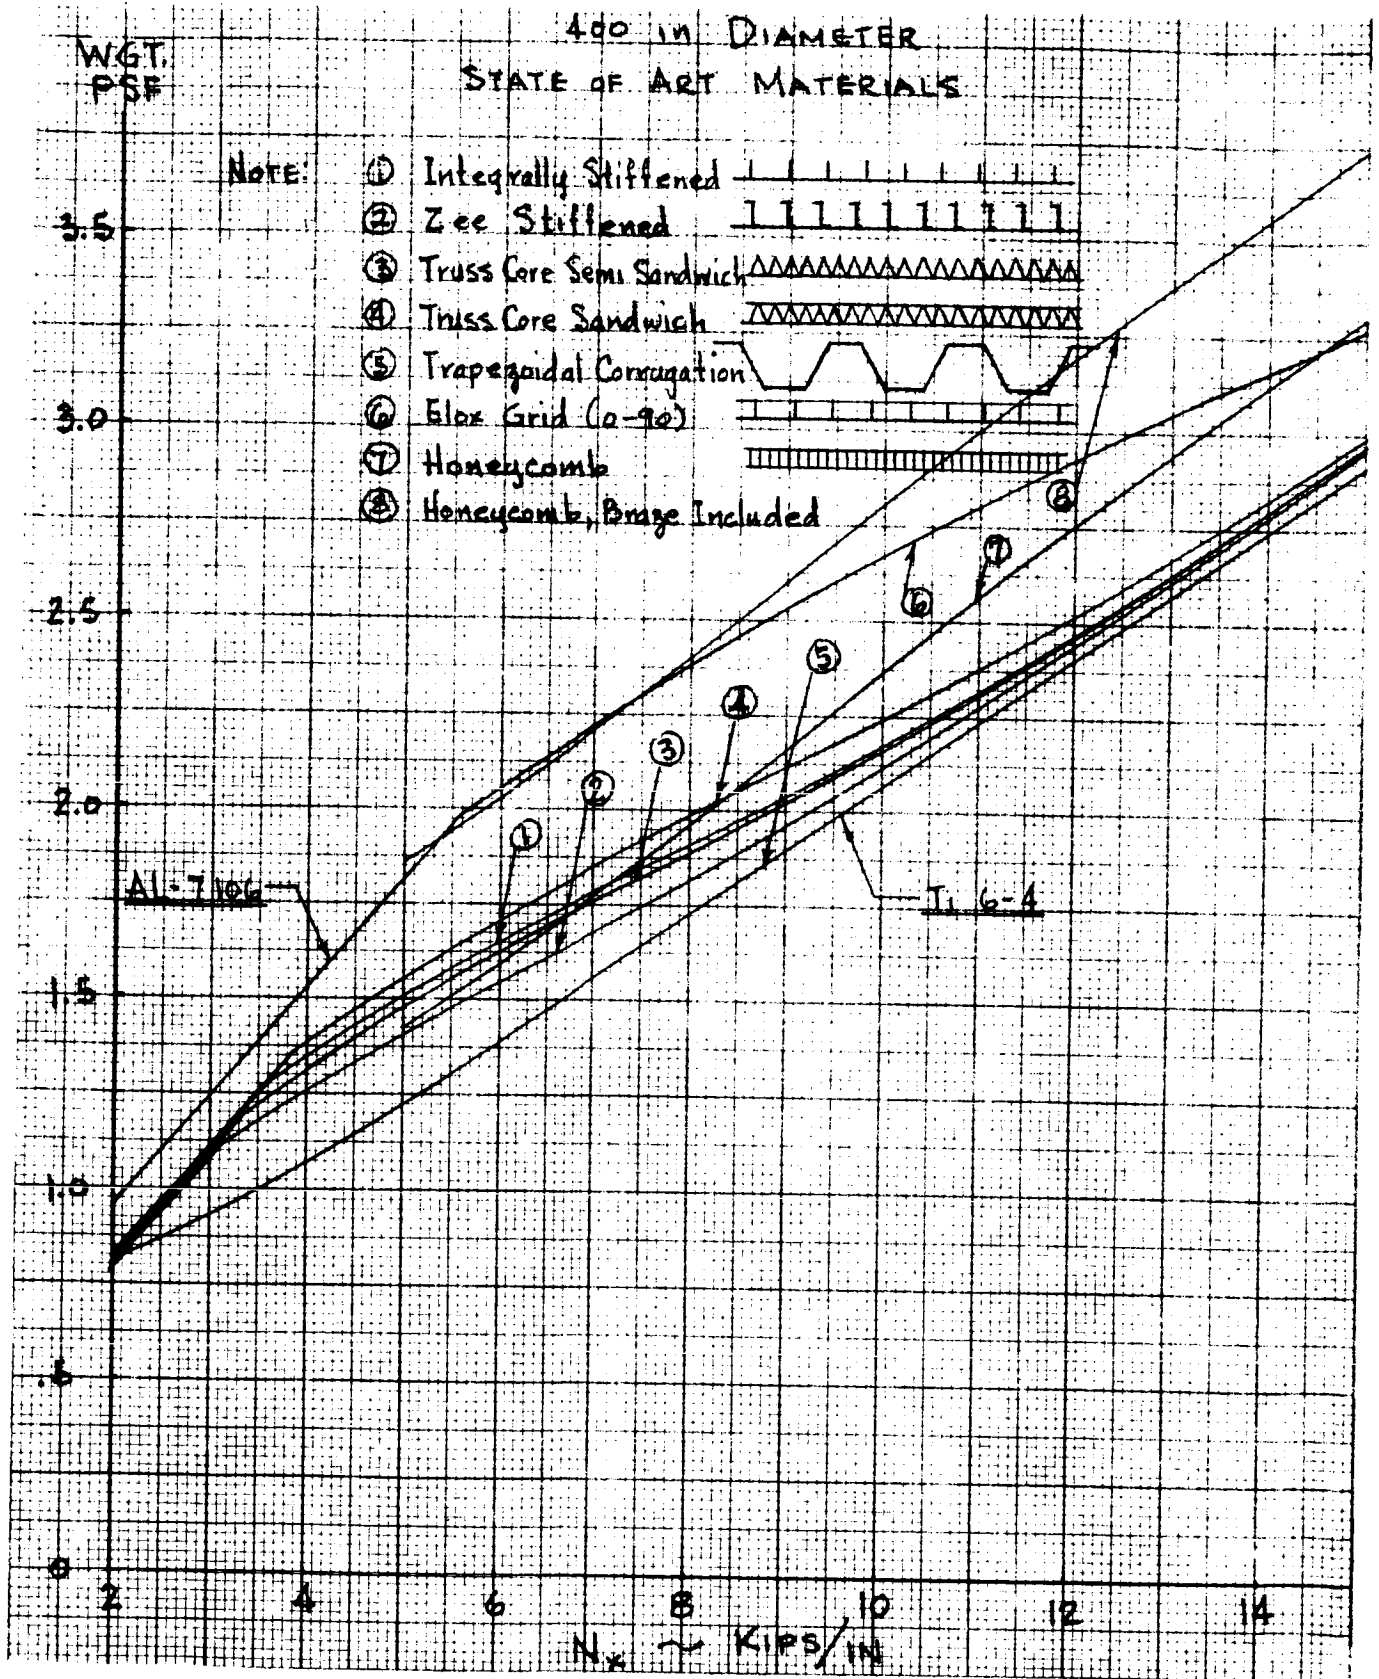 400 in DIAMETER
STATE OF ART MATERIALS
WGT.
PSF
NOTE:
① Integrally Stiffened
② Zee Stiffened
③ Truss Core Semi Sandwich
④ Truss Core Sandwich
⑤ Trapezoidal Corrugation
⑥ Elox Grid (0-90)
⑦ Honeycomb
⑧ Honeycomb, Braze Included
3.5
3.0
2.5
2.0
1.5
1.0
.5
0
⑧
⑦
⑥
⑤
④
③
②
①
AL-7106
Ti 6-4
2 4 6 8 10 12 14
Nx ~ KIPS/IN